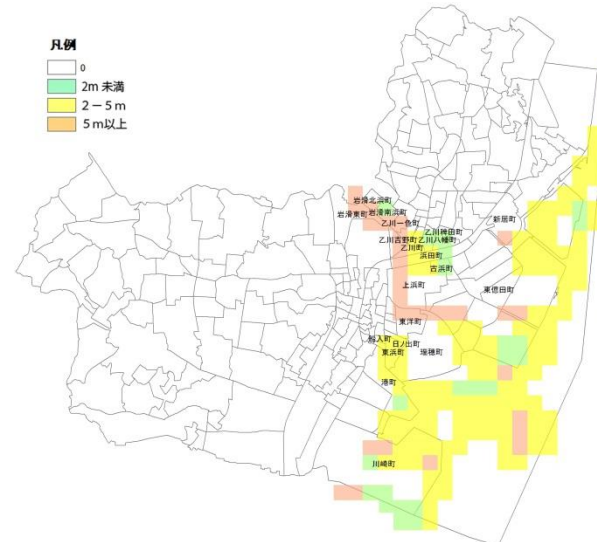 凡例
0
2m 未満
2－5ｍ
5ｍ以上
岩滑北浜町
岩滑南浜町
岩滑東町
乙川一色町
新居町
乙川神田町
乙川吉野町
乙川八幡町
乙川町
浜田町
古浜町
上浜町
東億田町
東洋町
船入町
日ノ出町
東浜町
瑞穂町
港町
川崎町